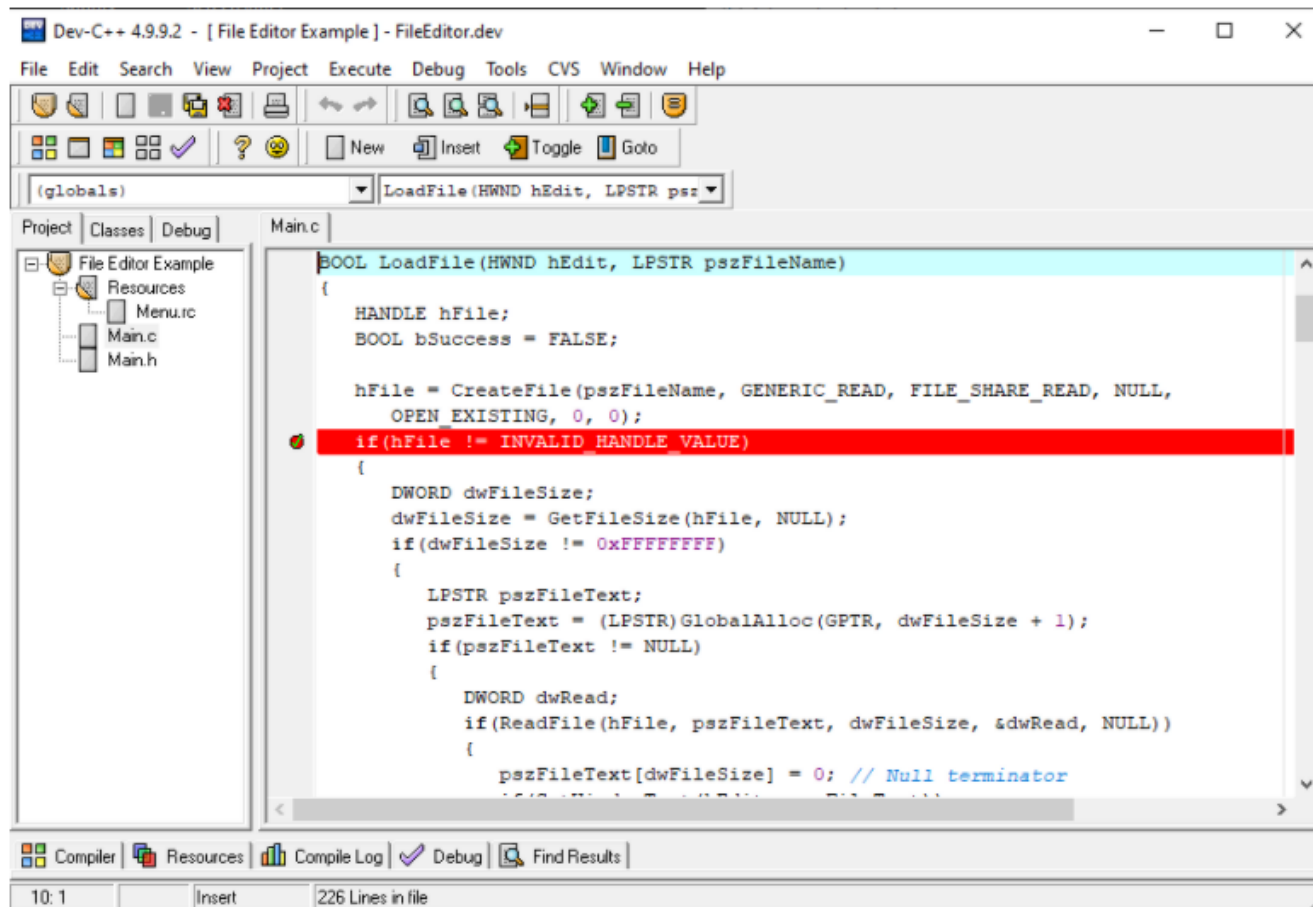 Dev-C++ 4.9.9.2 - [ File Editor Example ] - FileEditor.dev
File Edit Search View Project Execute Debug Tools CVS Window Help
New Insert Toggle Goto
(globals) LoadFile(HWND hEdit, LPSTR psz
Project Classes Debug
File Editor Example
Resources
Menu.rc
Main.c
Main.h
Main.c
BOOL LoadFile(HWND hEdit, LPSTR pszFileName)
{
HANDLE hFile;
BOOL bSuccess = FALSE;
hFile = CreateFile(pszFileName, GENERIC_READ, FILE_SHARE_READ, NULL,
OPEN_EXISTING, 0, 0);
if(hFile != INVALID_HANDLE_VALUE)
{
DWORD dwFileSize;
dwFileSize = GetFileSize(hFile, NULL);
if(dwFileSize != 0xFFFFFFFF)
{
LPSTR pszFileText;
pszFileText = (LPSTR)GlobalAlloc(GPTR, dwFileSize + 1);
if(pszFileText != NULL)
{
DWORD dwRead;
if(ReadFile(hFile, pszFileText, dwFileSize, &dwRead, NULL))
{
pszFileText[dwFileSize] = 0; // Null terminator
Compiler Resources Compile Log Debug Find Results
10: 1 Insert 226 Lines in file